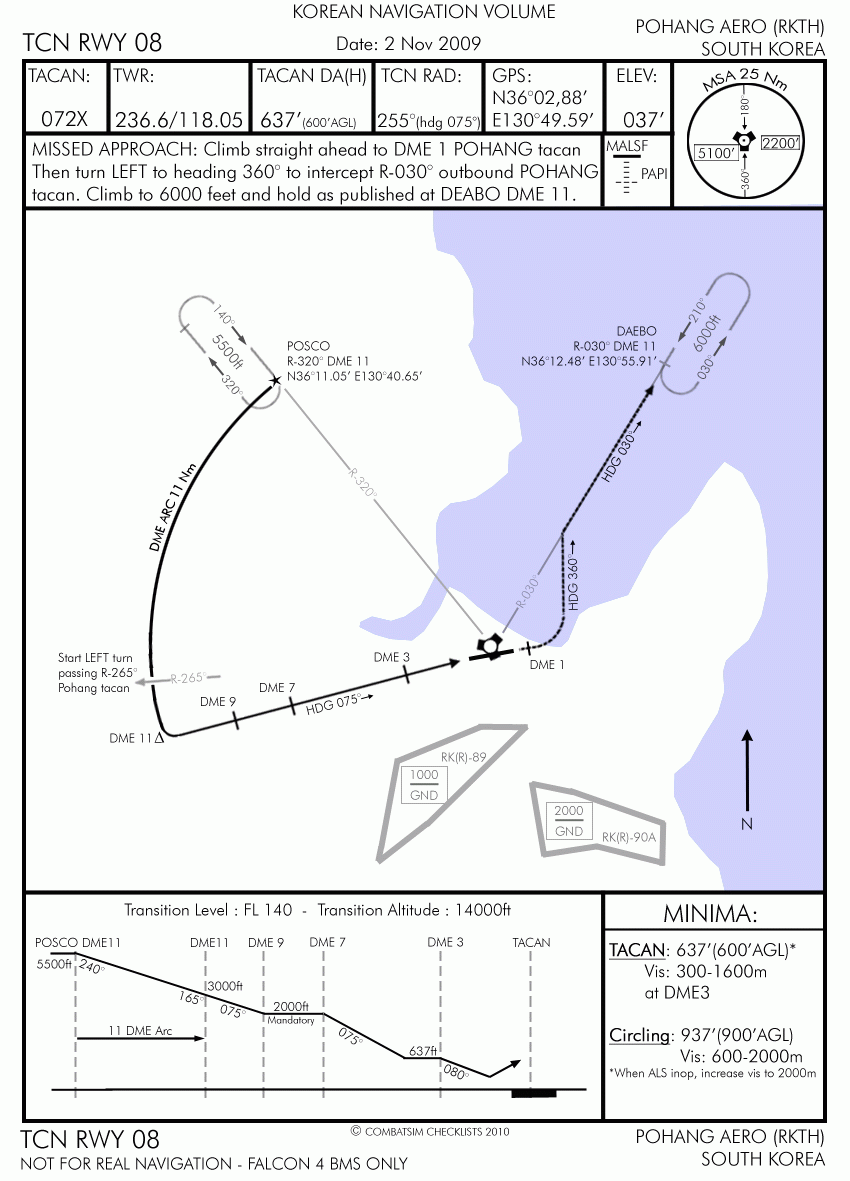 KOREAN NAVIGATION VOLUME
TCN RWY 08
Date: 2 Nov 2009
POHANG AERO (RKTH)
SOUTH KOREA
TACAN:
072X
TWR:
236.6/118.05
TACAN DA(H)
637'(600'AGL)
TCN RAD:
255°(hdg 075°)
GPS:
N36°02,88'
E130°49.59'
ELEV:
037'
MSA 25 Nm
180°
5100'
2200'
360°
MISSED APPROACH: Climb straight ahead to DME 1 POHANG tacan
Then turn LEFT to heading 360° to intercept R-030° outbound POHANG
tacan. Climb to 6000 feet and hold as published at DEABO DME 11.
MALSF
PAPI
140°
5500ft
320°
POSCO
R-320° DME 11
N36°11.05' E130°40.65'
DAEBO
R-030° DME 11
N36°12.48' E130°55.91'
210°
6000ft
030°
DME ARC 11 Nm
R-320°
HDG 030°
R-030°
HDG 360°
Start LEFT turn
passing R-265°
Pohang tacan
R-265°
DME 11
DME 9
DME 7
HDG 075°
DME 3
DME 1
RK(R)-89
1000
GND
2000
GND
RK(R)-90A
N
Transition Level : FL 140 - Transition Altitude : 14000ft
POSCO DME11
DME11
DME 9
DME 7
DME 3
TACAN
5500ft
240°
165°
3000ft
075°
2000ft
Mandatory
075°
637ft
080°
11 DME Arc
MINIMA:
TACAN: 637'(600'AGL)*
Vis: 300-1600m
at DME3
Circling: 937'(900'AGL)
Vis: 600-2000m
*When ALS inop, increase vis to 2000m
TCN RWY 08
NOT FOR REAL NAVIGATION - FALCON 4 BMS ONLY
© COMBATSIM CHECKLISTS 2010
POHANG AERO (RKTH)
SOUTH KOREA